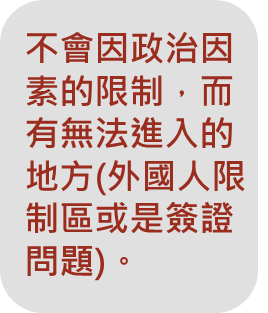 不會因政治因
素的限制，而
有無法進入的
地方(外國人限
制區或是簽證
問題)。